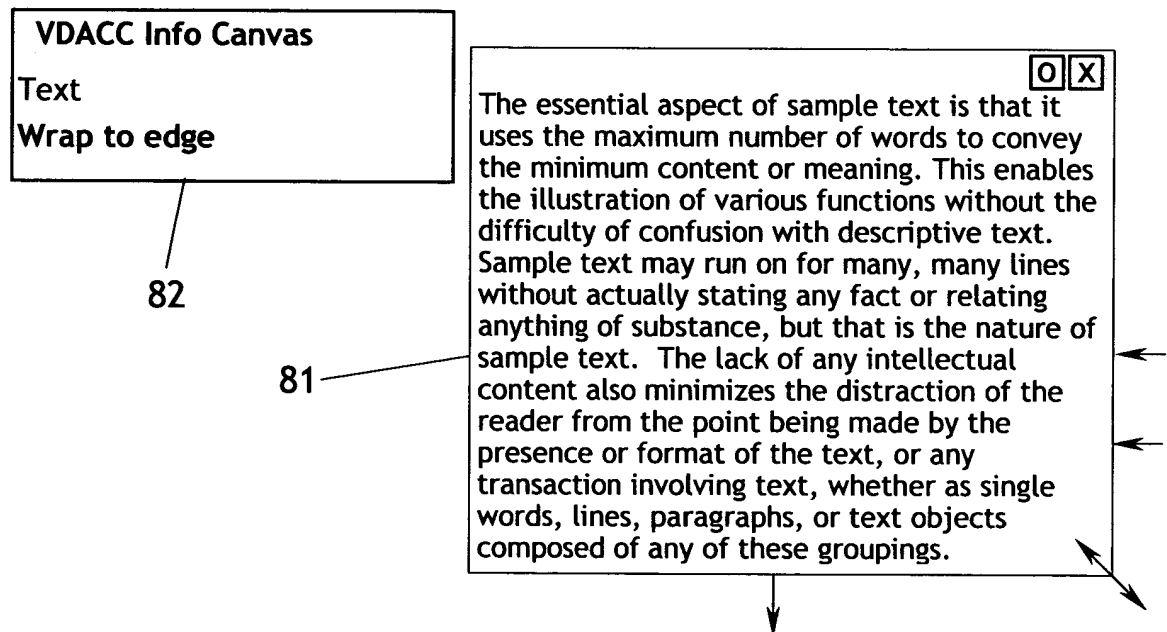 VDACC Info Canvas
Text
Wrap to edge
82
O X
The essential aspect of sample text is that it
uses the maximum number of words to convey
the minimum content or meaning. This enables
the illustration of various functions without the
difficulty of confusion with descriptive text.
Sample text may run on for many, many lines
without actually stating any fact or relating
anything of substance, but that is the nature of
sample text.  The lack of any intellectual
content also minimizes the distraction of the
reader from the point being made by the
presence or format of the text, or any
transaction involving text, whether as single
words, lines, paragraphs, or text objects
composed of any of these groupings.
81